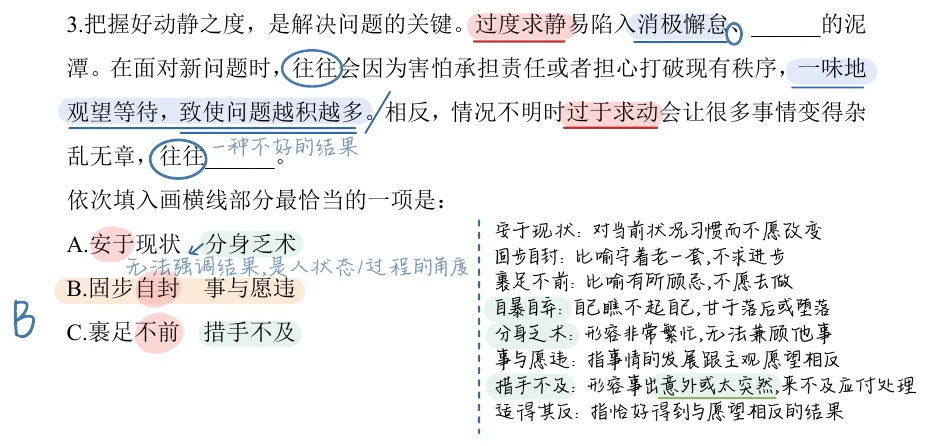 3.把握好动静之度，是解决问题的关键。过度求静易陷入消极懈怠、______的泥
潭。在面对新问题时，往往会因为害怕承担责任或者担心打破现有秩序，一味地
观望等待，致使问题越积越多。相反，情况不明时过于求动会让很多事情变得杂
乱无章，往往______。
一种不好的结果
依次填入画横线部分最恰当的一项是：
A.安于现状 分身乏术
无法强调结果,是人状态/过程的角度
B.固步自封 事与愿违
C.裹足不前 措手不及
B
安于现状：对当前状况习惯而不愿改变
固步自封：比喻守着老一套,不求进步
裹足不前：比喻有所顾忌,不愿去做
自暴自弃：自己瞧不起自己,甘于落后或堕落
分身乏术：形容非常繁忙,无法兼顾他事
事与愿违：指事情的发展跟主观愿望相反
措手不及：形容事出意外或太突然,来不及应付处理
适得其反：指恰好得到与愿望相反的结果